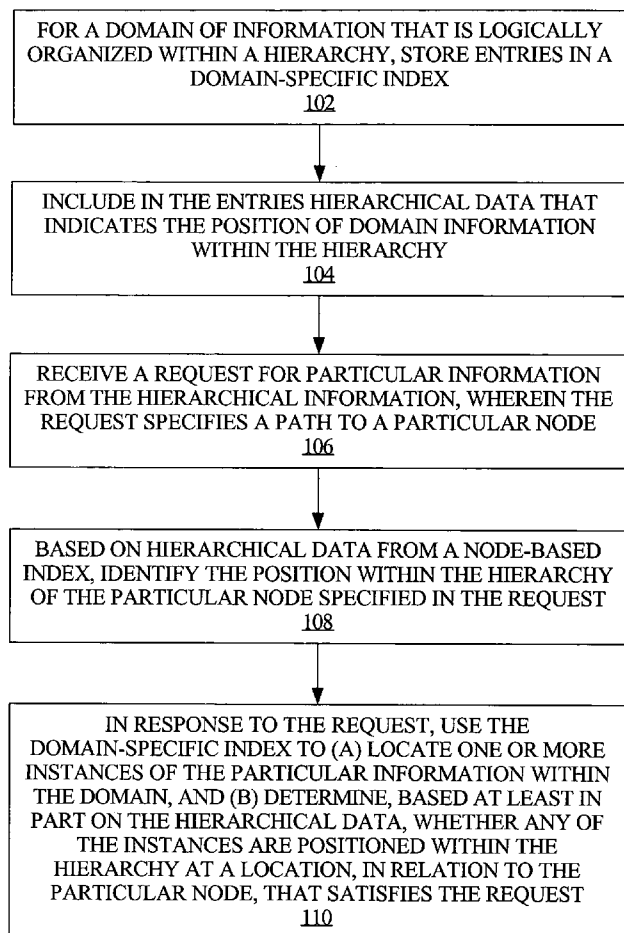 FOR A DOMAIN OF INFORMATION THAT IS LOGICALLY
ORGANIZED WITHIN A HIERARCHY, STORE ENTRIES IN A
DOMAIN-SPECIFIC INDEX
102
INCLUDE IN THE ENTRIES HIERARCHICAL DATA THAT
INDICATES THE POSITION OF DOMAIN INFORMATION
WITHIN THE HIERARCHY
104
RECEIVE A REQUEST FOR PARTICULAR INFORMATION
FROM THE HIERARCHICAL INFORMATION, WHEREIN THE
REQUEST SPECIFIES A PATH TO A PARTICULAR NODE
106
BASED ON HIERARCHICAL DATA FROM A NODE-BASED
INDEX, IDENTIFY THE POSITION WITHIN THE HIERARCHY
OF THE PARTICULAR NODE SPECIFIED IN THE REQUEST
108
IN RESPONSE TO THE REQUEST, USE THE
DOMAIN-SPECIFIC INDEX TO (A) LOCATE ONE OR MORE
INSTANCES OF THE PARTICULAR INFORMATION WITHIN
THE DOMAIN, AND (B) DETERMINE, BASED AT LEAST IN
PART ON THE HIERARCHICAL DATA, WHETHER ANY OF
THE INSTANCES ARE POSITIONED WITHIN THE
HIERARCHY AT A LOCATION, IN RELATION TO THE
PARTICULAR NODE, THAT SATISFIES THE REQUEST
110